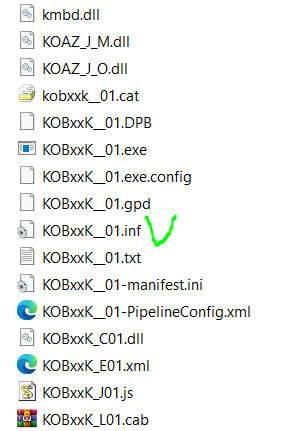 kmbd.dll
KOAZ_J_M.dll
KOAZ_J_O.dll
kobxxk__01.cat
KOBxxK__01.DPB
KOBxxK__01.exe
KOBxxK__01.exe.config
KOBxxK__01.gpd
KOBxxK__01.inf
KOBxxK__01.txt
KOBxxK__01-manifest.ini
KOBxxK__01-PipelineConfig.xml
KOBxxK_C01.dll
KOBxxK_E01.xml
KOBxxK_J01.js
KOBxxK_L01.cab